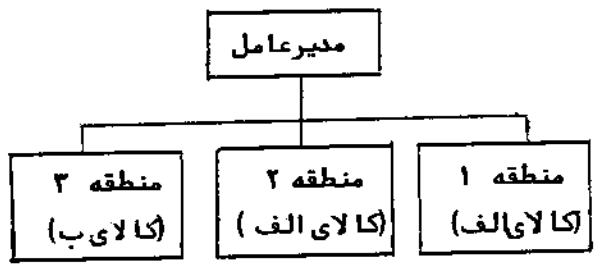 مدیرعامل
منطقه ۱
(کالای‌الف)
منطقه ۲
(کالای الف)
منطقه ۳
(کالای ب)